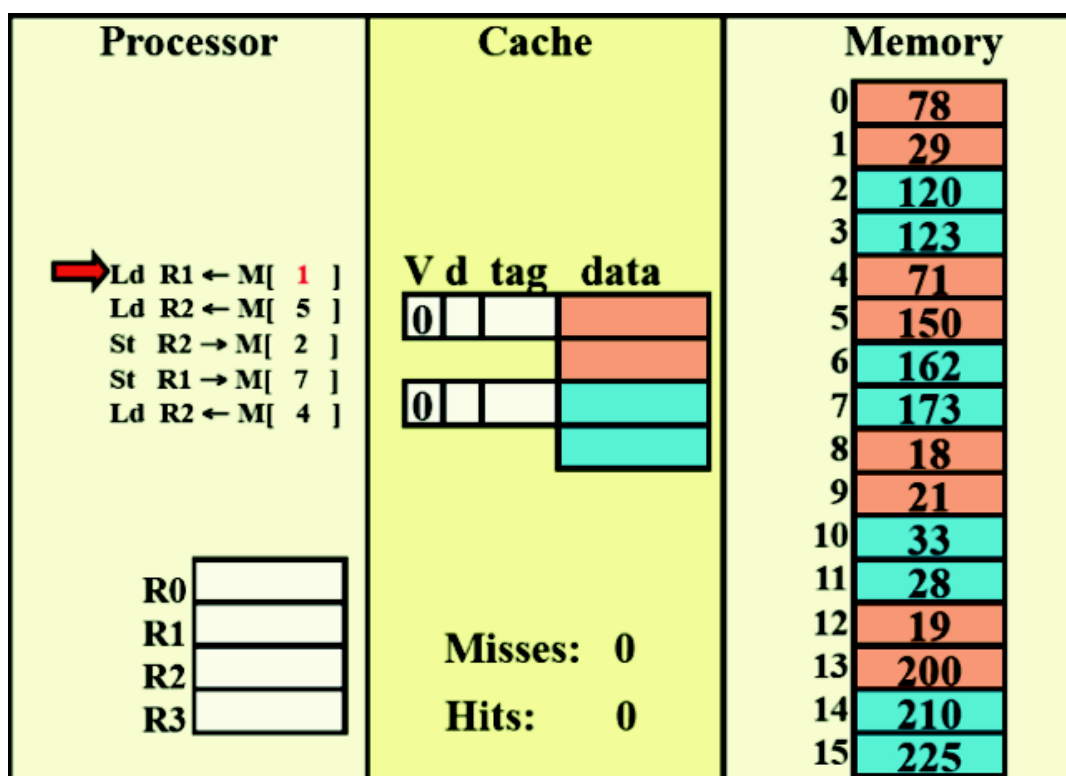 Processor
Ld R1 ← M[ 1 ]
Ld R2 ← M[ 5 ]
St R2 → M[ 2 ]
St R1 → M[ 7 ]
Ld R2 ← M[ 4 ]
R0
R1
R2
R3
Cache
V d tag data
0
0
Misses: 0
Hits: 0
Memory
0 78
1 29
2 120
3 123
4 71
5 150
6 162
7 173
8 18
9 21
10 33
11 28
12 19
13 200
14 210
15 225